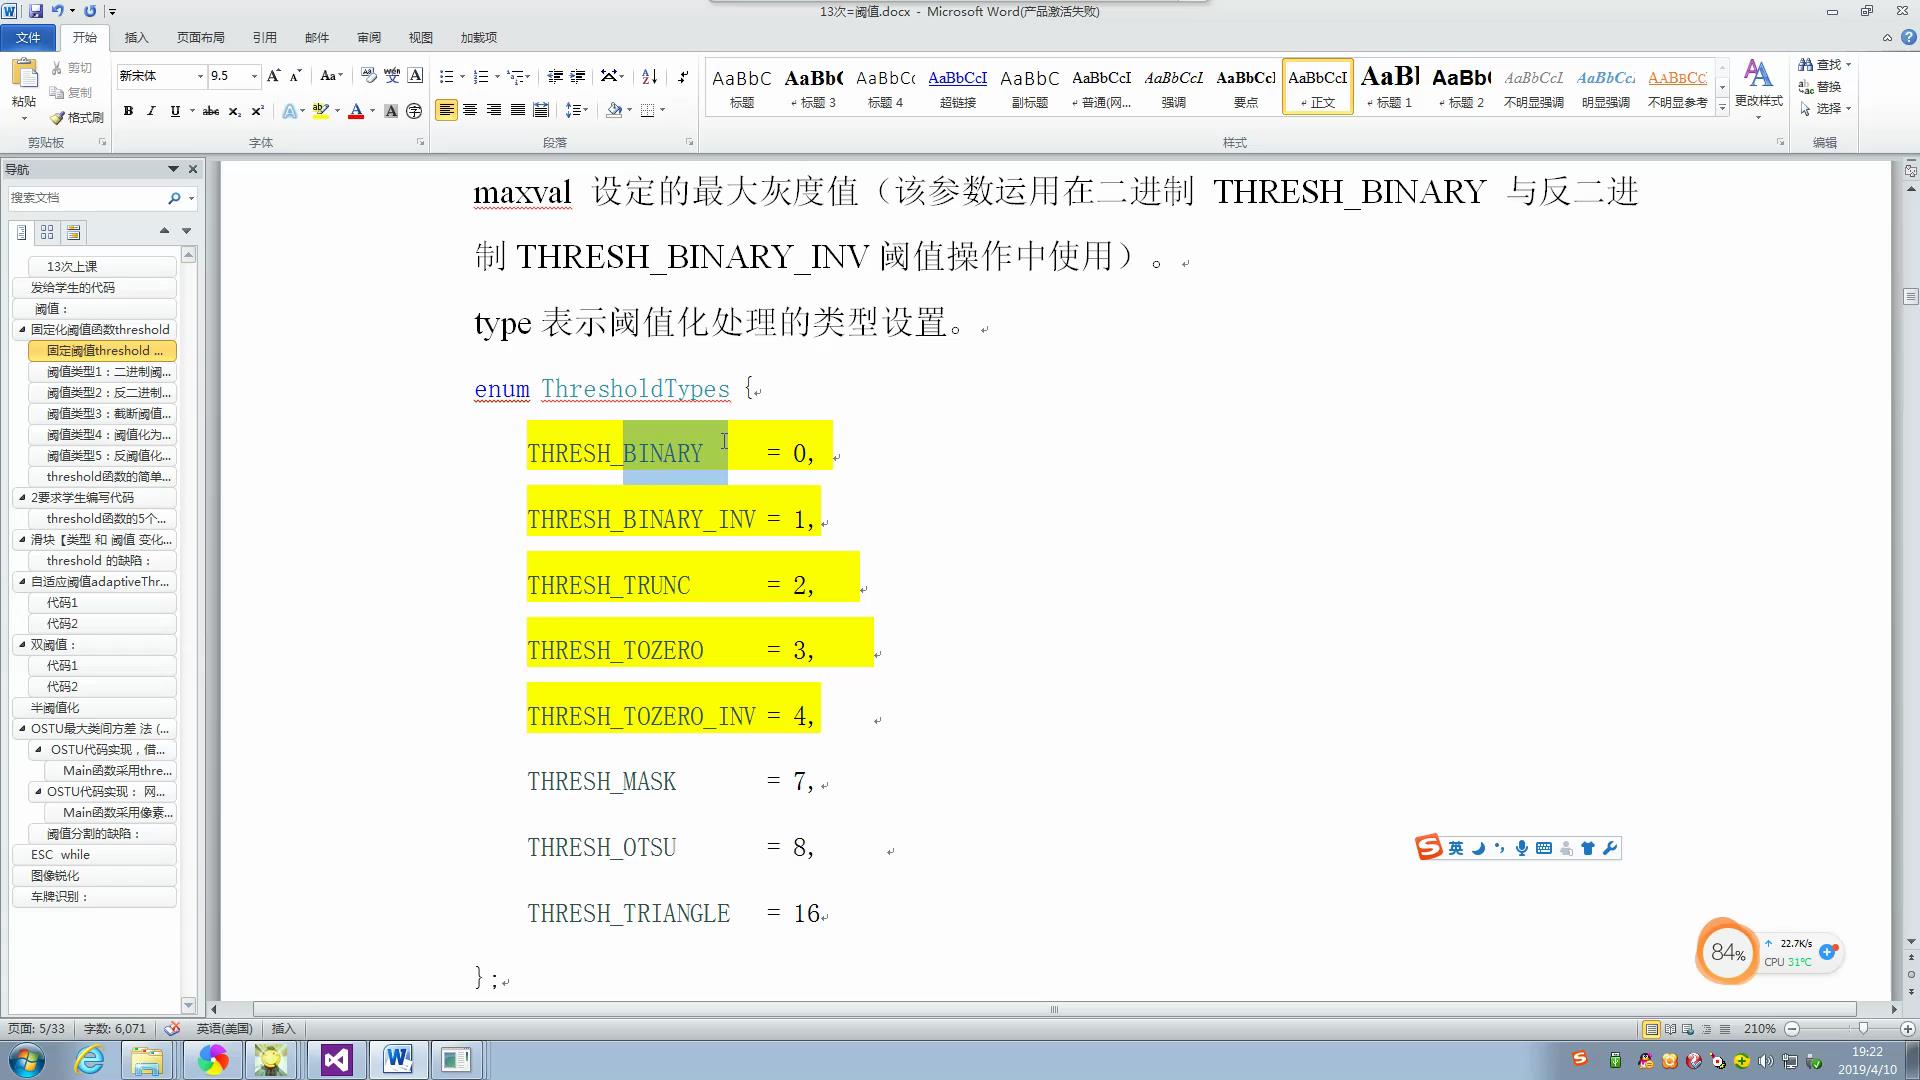 13次=阈值.docx - Microsoft Word(产品激活失败)
文件 开始 插入 页面布局 引用 邮件 审阅 视图 加载项
粘贴 剪切 复制 格式刷
新宋体 9.5
剪贴板 字体 段落 样式 编辑
AaBbC 标题
AaBb( 标题 3
AaBbCc 标题 4
AaBbCcI 超链接
AaBbC 副标题
AaBbCcI 普通(网...
AaBbCcI 强调
AaBbCcI 要点
AaBbCcI 正文
AaBl 标题 1
AaBb( 标题 2
AaBbCcI 不明显强调
AaBbCcI 明显强调
AABBCC 不明显参考
更改样式
查找
替换
选择
导航
搜索文档
13次上课
发给学生的代码
阈值：
固定化阈值函数threshold
固定阈值threshold ...
阈值类型1：二进制阈...
阈值类型2：反二进制...
阈值类型3：截断阈值...
阈值类型4：阈值化为...
阈值类型5：反阈值化...
threshold函数的简单...
2要求学生编写代码
threshold函数的5个...
滑块【类型 和 阈值 变化...
threshold 的缺陷：
自适应阈值adaptiveThr...
代码1
代码2
双阈值：
代码1
代码2
半阈值化
OSTU最大类间方差 法 (...
OSTU代码实现，借...
Main函数采用thre...
OSTU代码实现： 网...
Main函数采用像素...
阈值分割的缺陷：
ESC while
图像锐化
车牌识别：
maxval 设定的最大灰度值（该参数运用在二进制 THRESH_BINARY 与反二进
制 THRESH_BINARY_INV 阈值操作中使用）。
type 表示阈值化处理的类型设置。
enum ThresholdTypes {
THRESH_BINARY = 0,
THRESH_BINARY_INV = 1,
THRESH_TRUNC = 2,
THRESH_TOZERO = 3,
THRESH_TOZERO_INV = 4,
THRESH_MASK = 7,
THRESH_OTSU = 8,
THRESH_TRIANGLE = 16
};
英
84% 22.7K/s
CPU 31℃
页面: 5/33 字数: 6,071 英语(美国) 插入 210%
19:22
2019/4/10